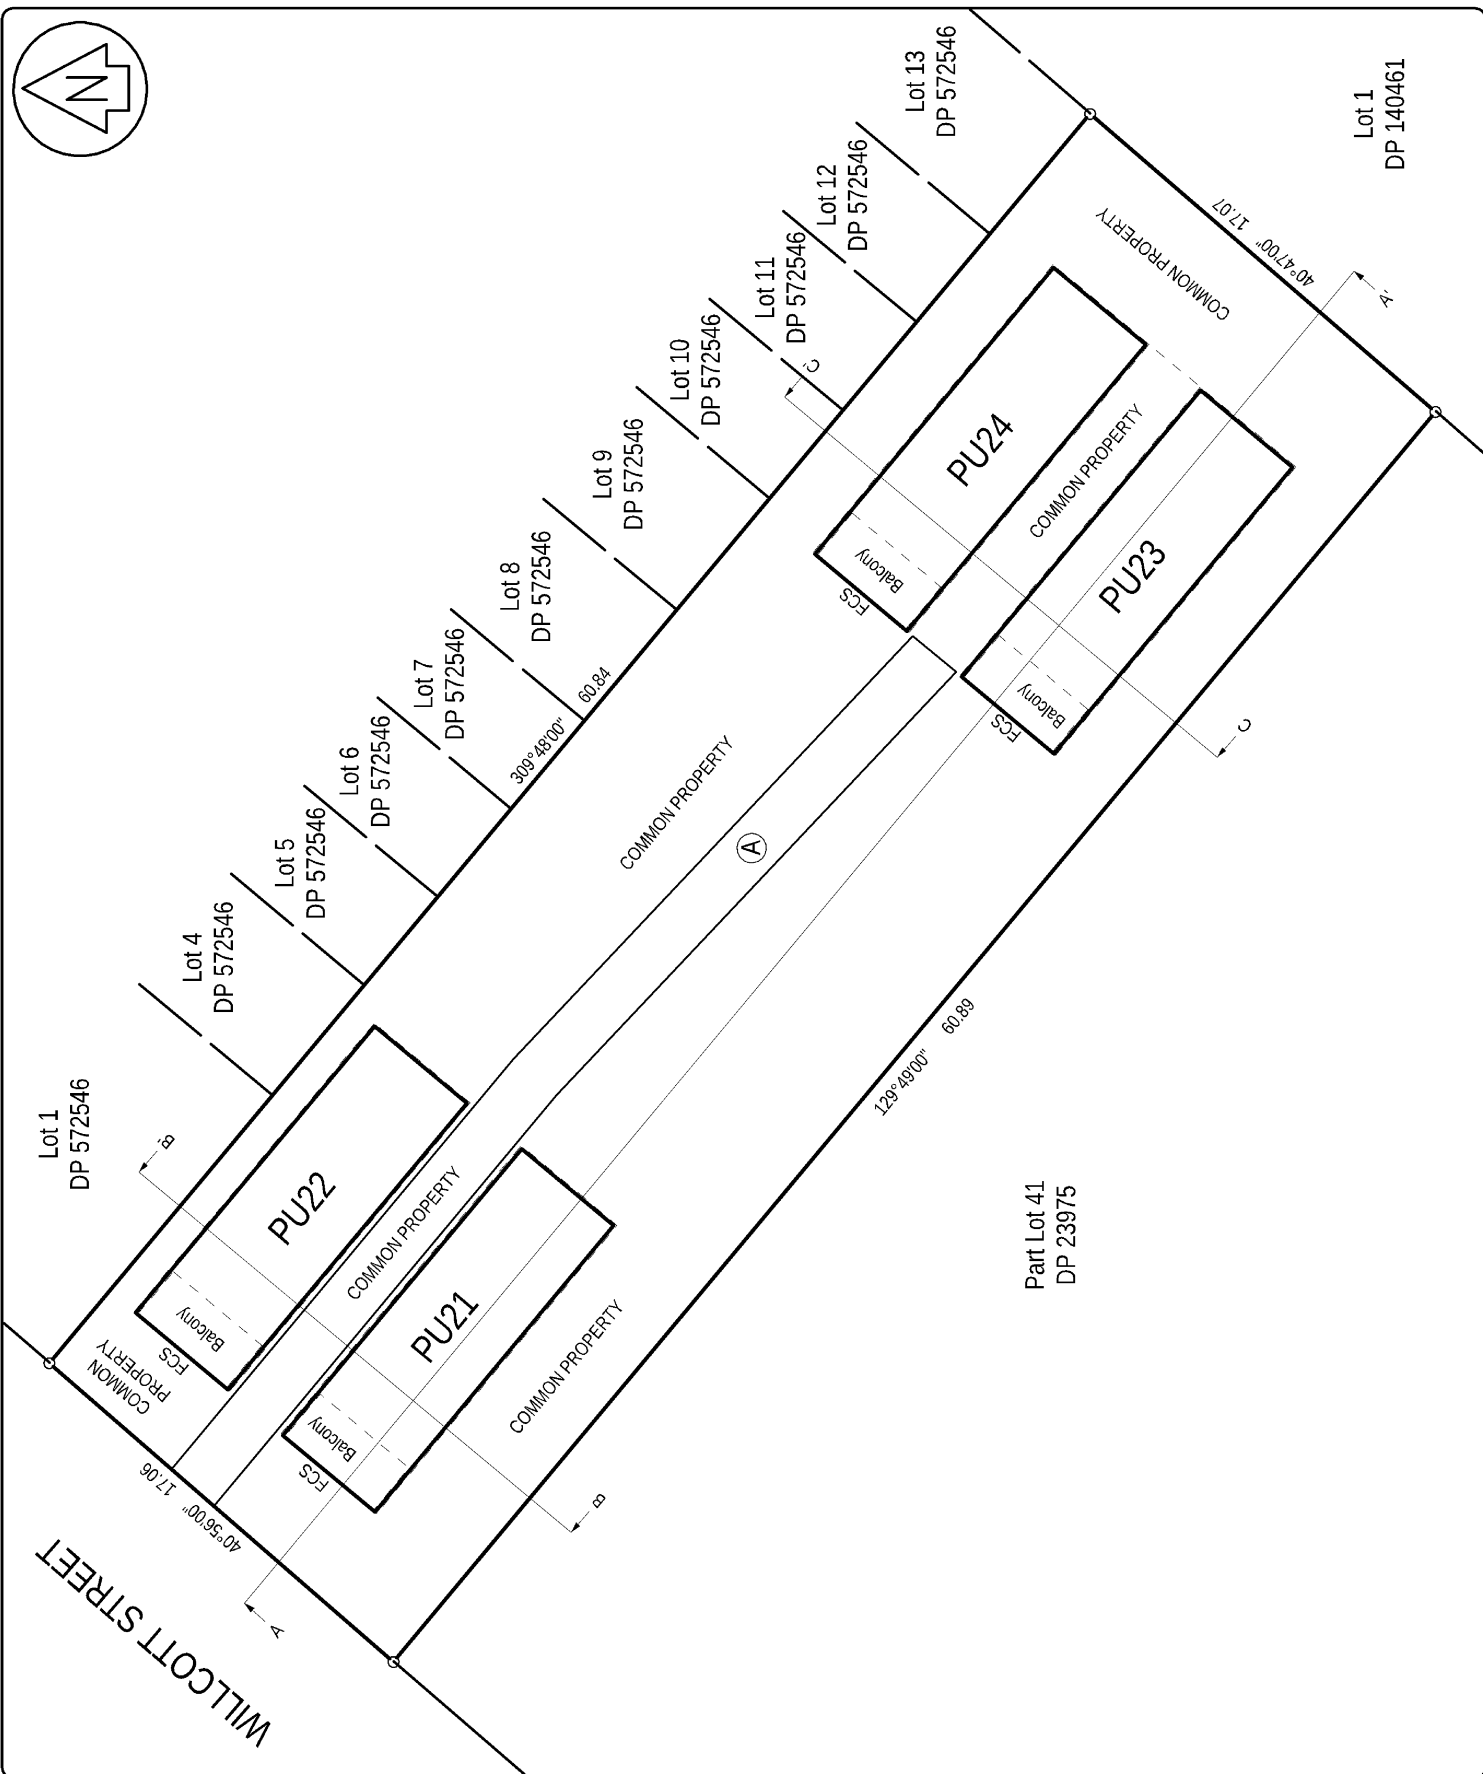 N
Lot 13
DP 572546
Lot 1
DP 140461
Lot 12
DP 572546
Lot 11
DP 572546
Lot 10
DP 572546
Lot 9
DP 572546
Lot 8
DP 572546
Lot 7
DP 572546
Lot 6
DP 572546
Lot 5
DP 572546
Lot 4
DP 572546
Lot 1
DP 572546
40°47'00" 17.07
COMMON PROPERTY
A'
C'
PU24
Balcony
FCS
COMMON PROPERTY
PU23
Balcony
FCS
C
309°48'00" 60.84
COMMON PROPERTY
A
129°49'00" 60.89
B'
PU22
Balcony
FCS
COMMON
PROPERTY
COMMON PROPERTY
PU21
Balcony
FCS
COMMON PROPERTY
B
40°56'00" 17.06
A
WILLCOTT STREET
Part Lot 41
DP 23975